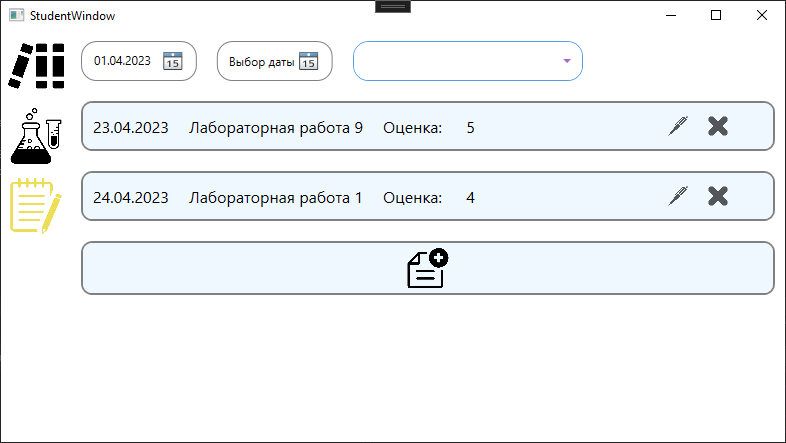 StudentWindow
01.04.2023 15 Выбор даты 15
23.04.2023 Лабораторная работа 9 Оценка: 5
24.04.2023 Лабораторная работа 1 Оценка: 4